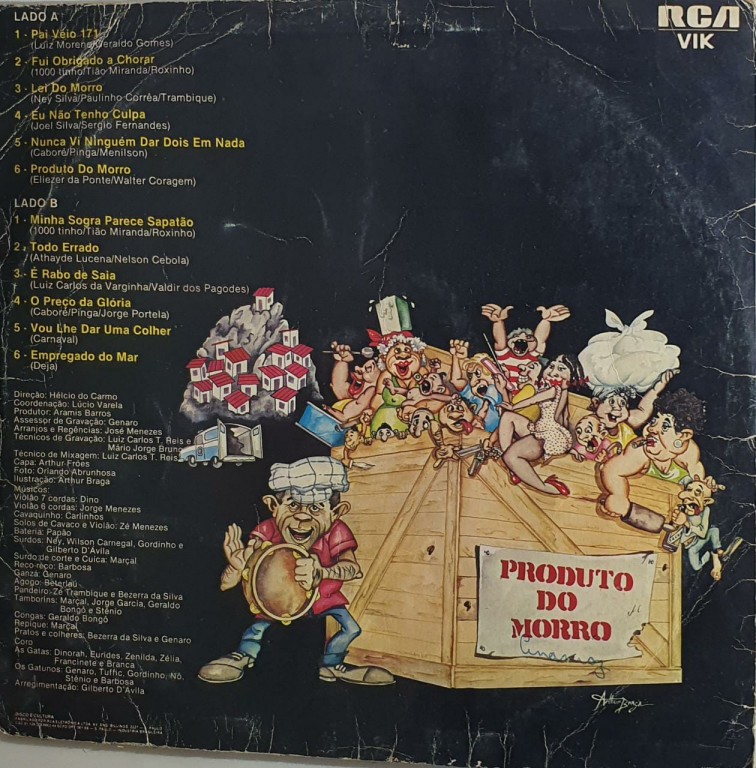 LADO A
1 - Pai Véio 171
(Luiz Moreno/Geraldo Gomes)
2 - Fui Obrigado a Chorar
(1000 tinho/Tião Miranda/Roxinho)
3 - Lei Do Morro
(Ney Silva/Paulinho Corrêa/Trambique)
4 - Eu Não Tenho Culpa
(Joel Silva/Sergio Fernandes)
5 - Nunca Vi Ninguém Dar Dois Em Nada
(Caboré/Pinga/Menilson)
6 - Produto Do Morro
(Eliezer da Ponte/Walter Coragem)
LADO B
1 - Minha Sogra Parece Sapatão
(1000 tinho/Tião Miranda/Roxinho)
2 - Todo Errado
(Athayde Lucena/Nelson Cebola)
3 - É Rabo de Saia
(Luiz Carlos da Varginha/Valdir dos Pagodes)
4 - O Preço da Glória
(Caboré/Pinga/Jorge Portela)
5 - Vou Lhe Dar Uma Colher
(Carnaval)
6 - Empregado do Mar
(Deja)
Direção: Hélcio do Carmo
Coordenação: Lúcio Varela
Produtor: Aramis Barros
Assessor de Gravação: Genaro
Arranjos e Regências: José Menezes
Técnicos de Gravação: Luiz Carlos T. Reis e
Mário Jorge Bruno
Técnico de Mixagem: Luiz Carlos T. Reis
Capa: Arthur Fróes
Foto: Orlando Abrunhosa
Ilustração: Arthur Braga
Músicos:
Violão 7 cordas: Dino
Violão 6 cordas: Jorge Menezes
Cavaquinho: Carlinhos
Solos de Cavaco e Violão: Zé Menezes
Bateria: Papão
Surdos: Ney, Wilson Carnegal, Gordinho e
Gilberto D'Ávila
Surdo de corte e Cuíca: Marçal
Reco-reco: Barbosa
Ganzá: Genaro
Agogô: Beterlau
Pandeiro: Zé Trambique e Bezerra da Silva
Tamborins: Marçal, Jorge Garcia, Geraldo
Bongô e Stênio
Congas: Geraldo Bongô
Repique: Marçal
Pratos e colheres: Bezerra da Silva e Genaro
Coro
As Gatas: Dinorah, Eurides, Zenilda, Zélia,
Francinete e Branca
Os Gatunos: Genaro, Tuffic, Gordinho, Nô,
Stênio e Barbosa
Arregimentação: Gilberto D'Ávila
DISCO É CULTURA
RCA
VIK
PRODUTO
DO
MORRO
Arthur Braga